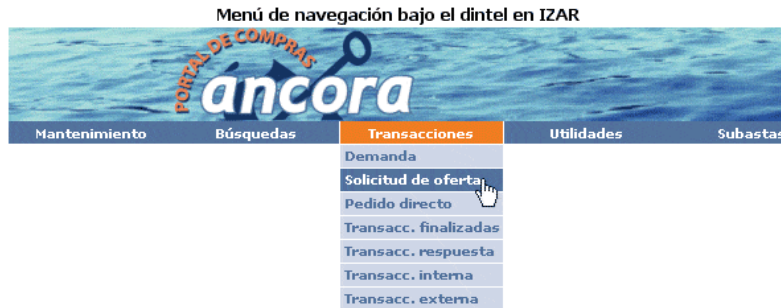 Menú de navegación bajo el dintel en IZAR
PORTAL DE COMPRAS
ancora
Mantenimiento Búsquedas Transacciones Utilidades Subastas
Demanda
Solicitud de oferta
Pedido directo
Transacc. finalizadas
Transacc. respuesta
Transacc. interna
Transacc. externa